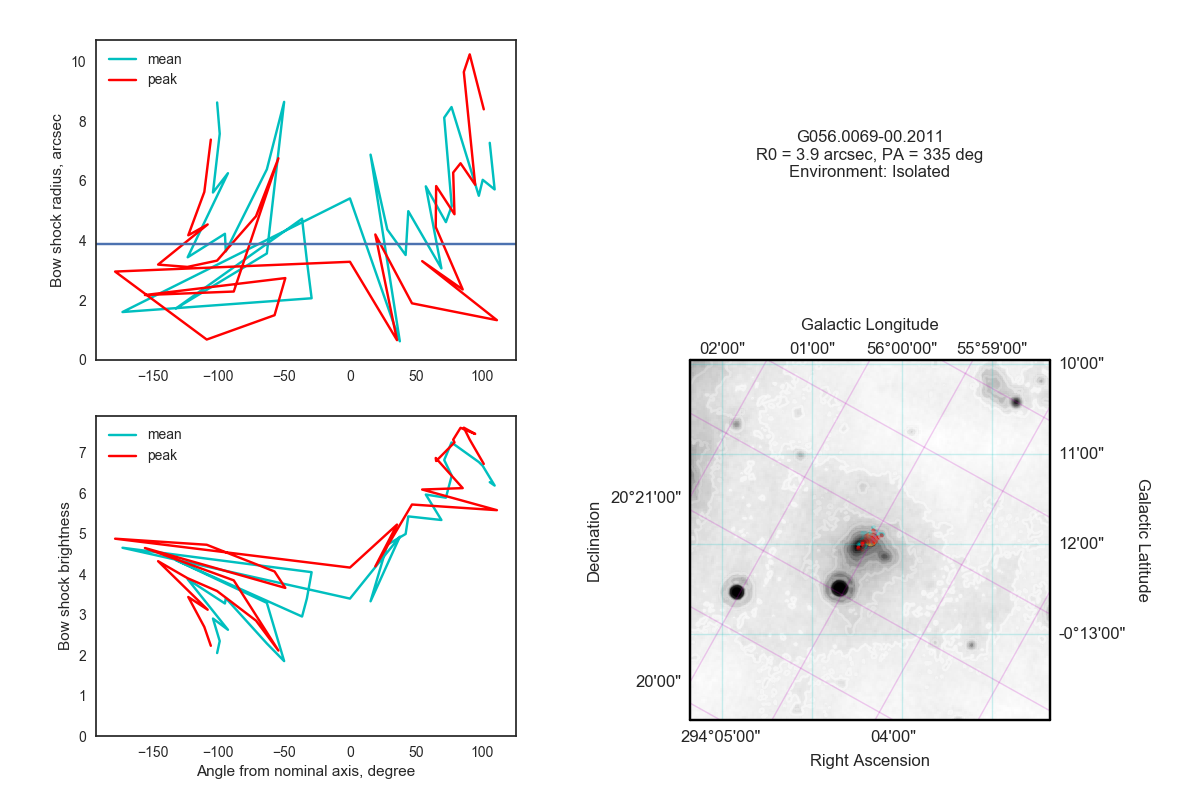 mean
peak
10
8
6
4
2
0
Bow shock radius, arcsec
−150 −100 −50 0 50 100
mean
peak
7
6
5
4
3
2
1
0
Bow shock brightness
−150 −100 −50 0 50 100
Angle from nominal axis, degree
G056.0069-00.2011
R0 = 3.9 arcsec, PA = 335 deg
Environment: Isolated
Galactic Longitude
02'00" 01'00" 56°00'00" 55°59'00"
10'00"
11'00"
12'00"
-0°13'00"
Galactic Latitude
20°21'00"
20'00"
Declination
294°05'00" 04'00"
Right Ascension